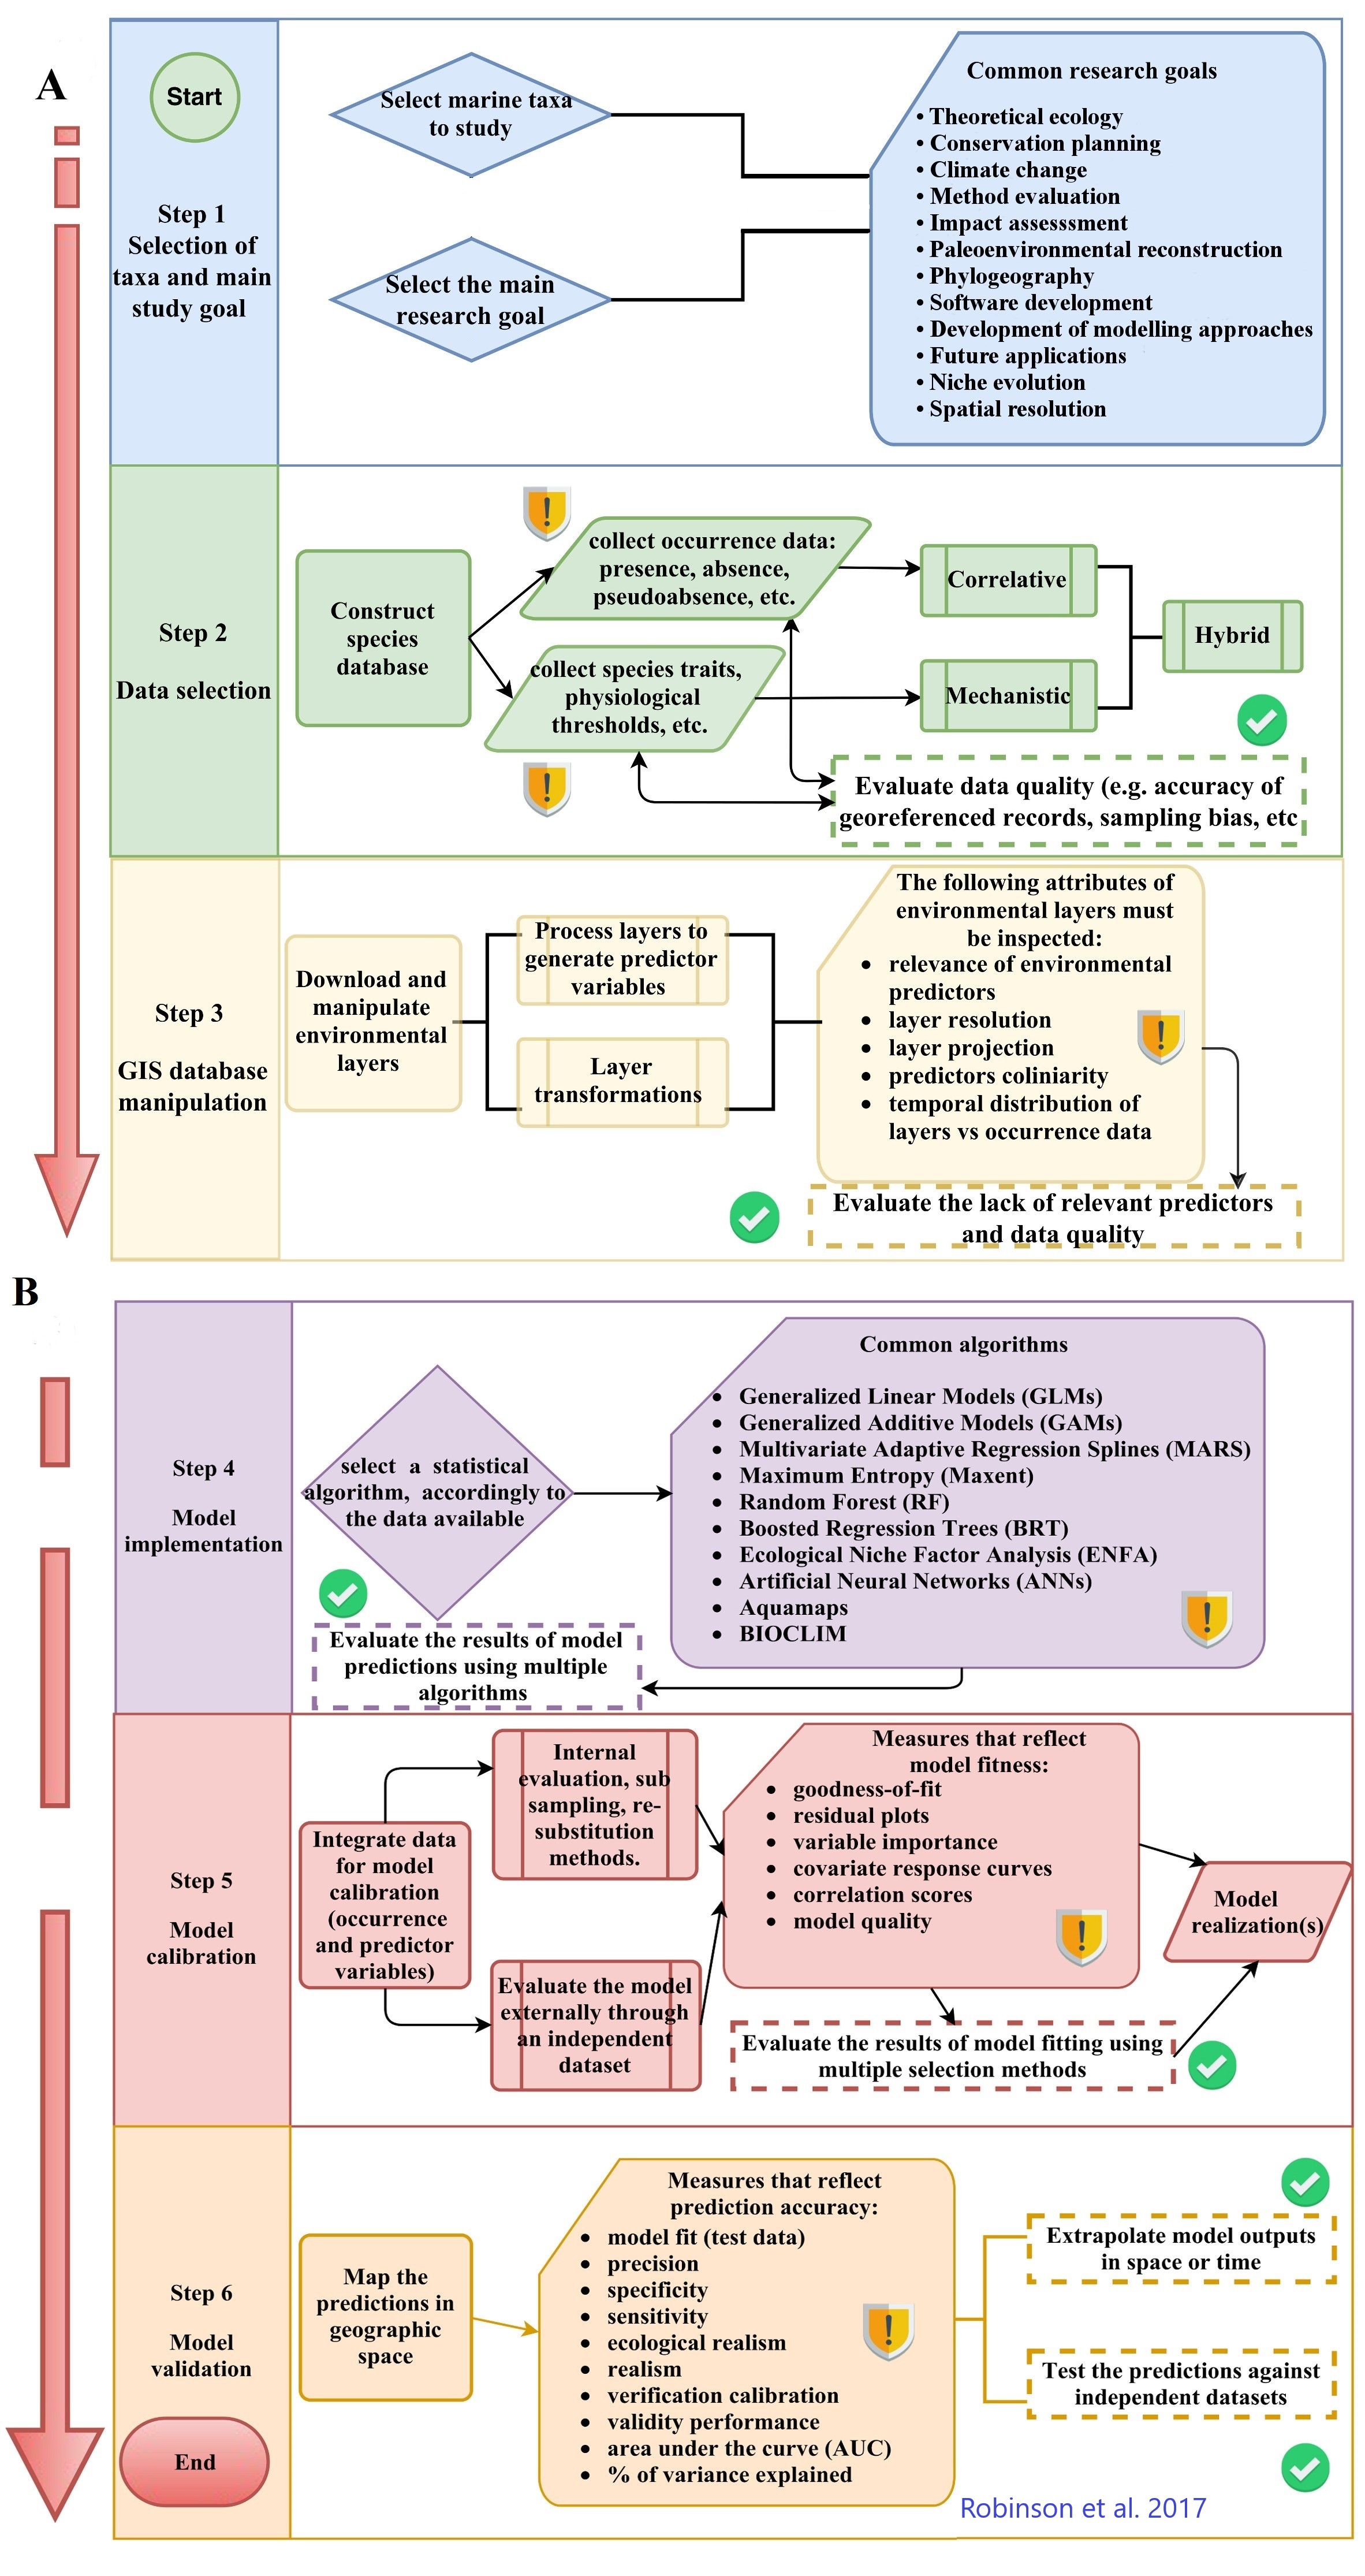 A
Start
Step 1
Selection of
taxa and main
study goal
Select marine taxa
to study
Select the main
research goal
Common research goals
• Theoretical ecology
• Conservation planning
• Climate change
• Method evaluation
• Impact assesssment
• Paleoenvironmental reconstruction
• Phylogeography
• Software development
• Development of modelling approaches
• Future applications
• Niche evolution
• Spatial resolution
Step 2
Data selection
Construct
species
database
collect occurrence data:
presence, absence,
pseudoabsence, etc.
collect species traits,
physiological
thresholds, etc.
Correlative
Mechanistic
Hybrid
Evaluate data quality (e.g. accuracy of
georeferenced records, sampling bias, etc
Step 3
GIS database
manipulation
Download and
manipulate
environmental
layers
Process layers to
generate predictor
variables
Layer
transformations
The following attributes of
environmental layers must
be inspected:
• relevance of environmental
predictors
• layer resolution
• layer projection
• predictors coliniarity
• temporal distribution of
layers vs occurrence data
Evaluate the lack of relevant predictors
and data quality
B
Step 4
Model
implementation
select a statistical
algorithm, accordingly to
the data available
Common algorithms
• Generalized Linear Models (GLMs)
• Generalized Additive Models (GAMs)
• Multivariate Adaptive Regression Splines (MARS)
• Maximum Entropy (Maxent)
• Random Forest (RF)
• Boosted Regression Trees (BRT)
• Ecological Niche Factor Analysis (ENFA)
• Artificial Neural Networks (ANNs)
• Aquamaps
• BIOCLIM
Evaluate the results of model
predictions using multiple
algorithms
Step 5
Model
calibration
Integrate data
for model
calibration
(occurrence
and predictor
variables)
Internal
evaluation, sub
sampling, re-
substitution
methods.
Evaluate the model
externally through
an independent
dataset
Measures that reflect
model fitness:
• goodness-of-fit
• residual plots
• variable importance
• covariate response curves
• correlation scores
• model quality
Model
realization(s)
Evaluate the results of model fitting using
multiple selection methods
Step 6
Model
validation
End
Map the
predictions in
geographic
space
Measures that reflect
prediction accuracy:
• model fit (test data)
• precision
• specificity
• sensitivity
• ecological realism
• realism
• verification calibration
• validity performance
• area under the curve (AUC)
• % of variance explained
Extrapolate model outputs
in space or time
Test the predictions against
independent datasets
Robinson et al. 2017